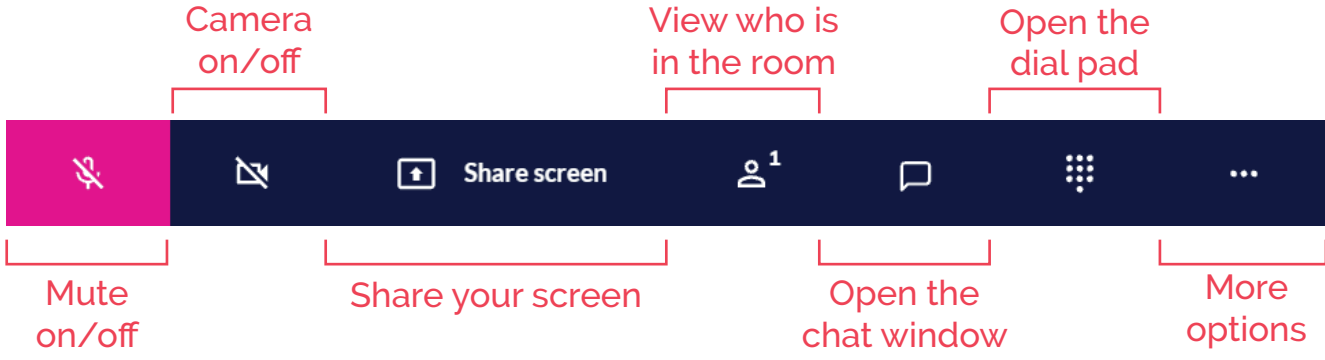 Camera
on/off
View who is
in the room
Open the
dial pad
Share screen
1
Mute
on/off
Share your screen
Open the
chat window
More
options